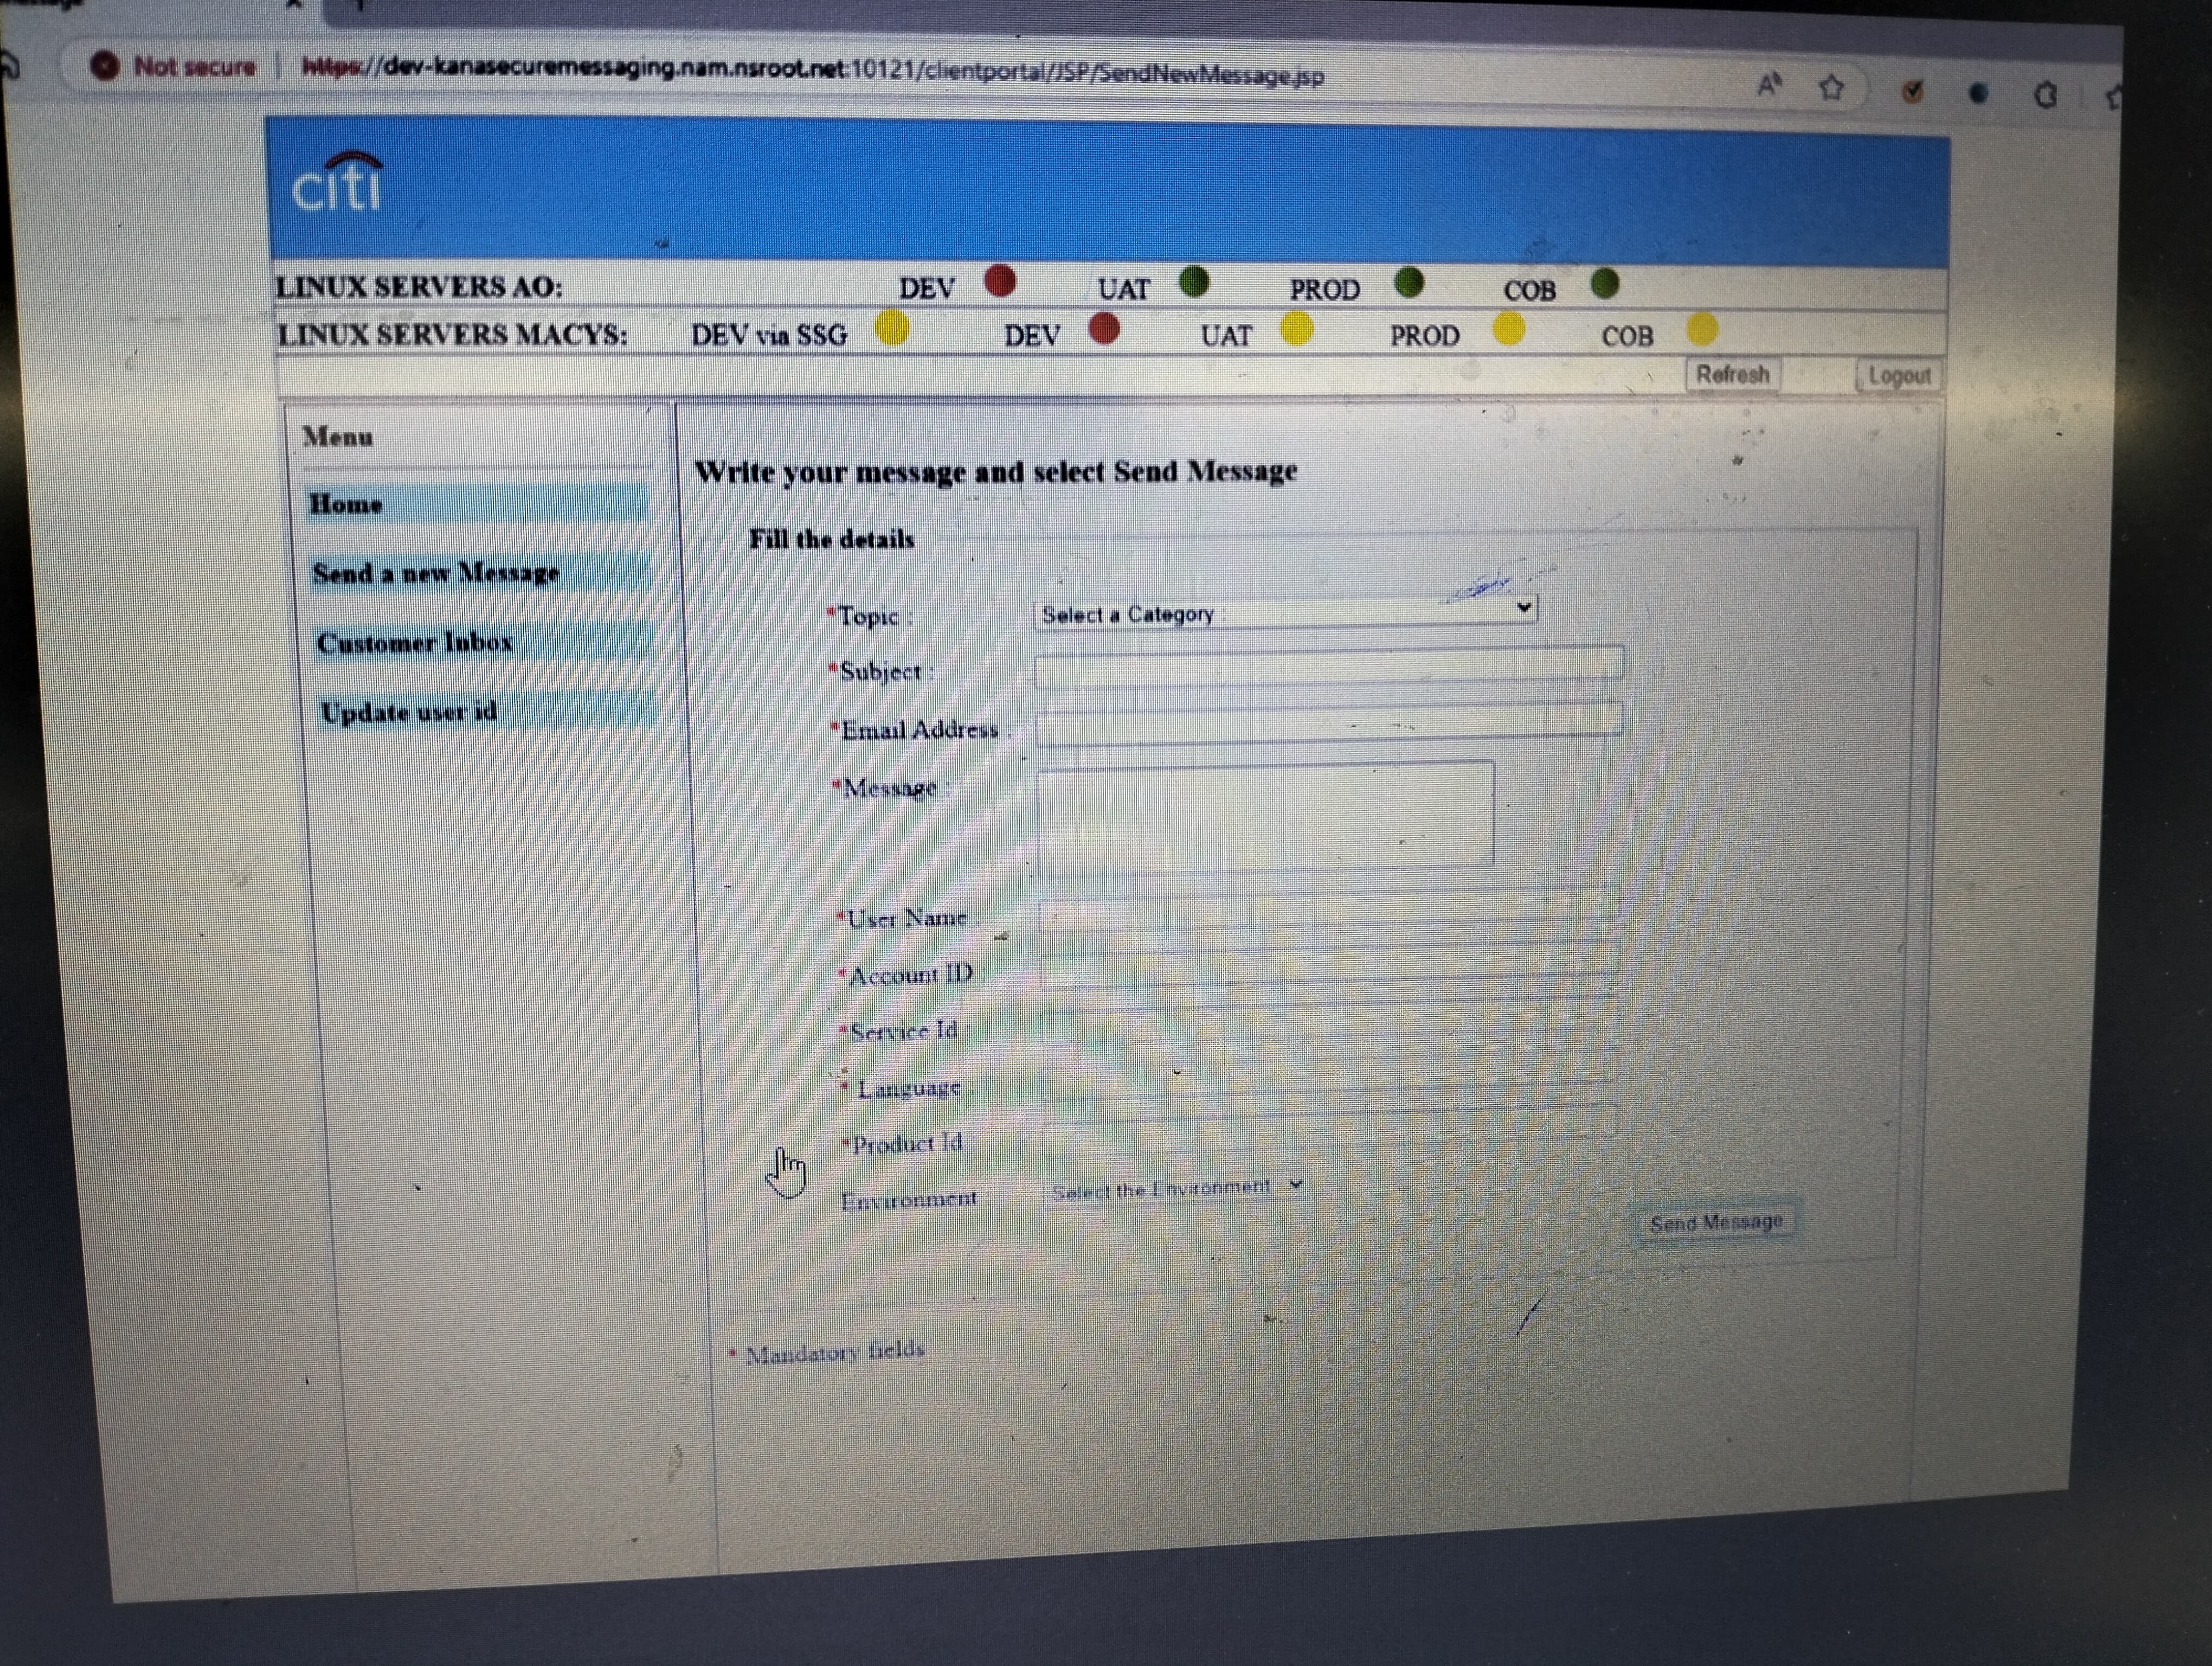 Not secure https://dev-kanasecuremessaging.nam.nsroot.net:10121/clientportal/JSP/SendNewMessage.jsp
citi
LINUX SERVERS AO: DEV UAT PROD COB
LINUX SERVERS MACYS: DEV via SSG DEV UAT PROD COB
Refresh Logout
Menu
Home
Send a new Message
Customer Inbox
Update user id
Write your message and select Send Message
Fill the details
*Topic : Select a Category
*Subject :
*Email Address :
*Message :
*User Name :
*Account ID
*Service Id
* Language
*Product Id
Environment Select the Environment
Send Message
* Mandatory fields